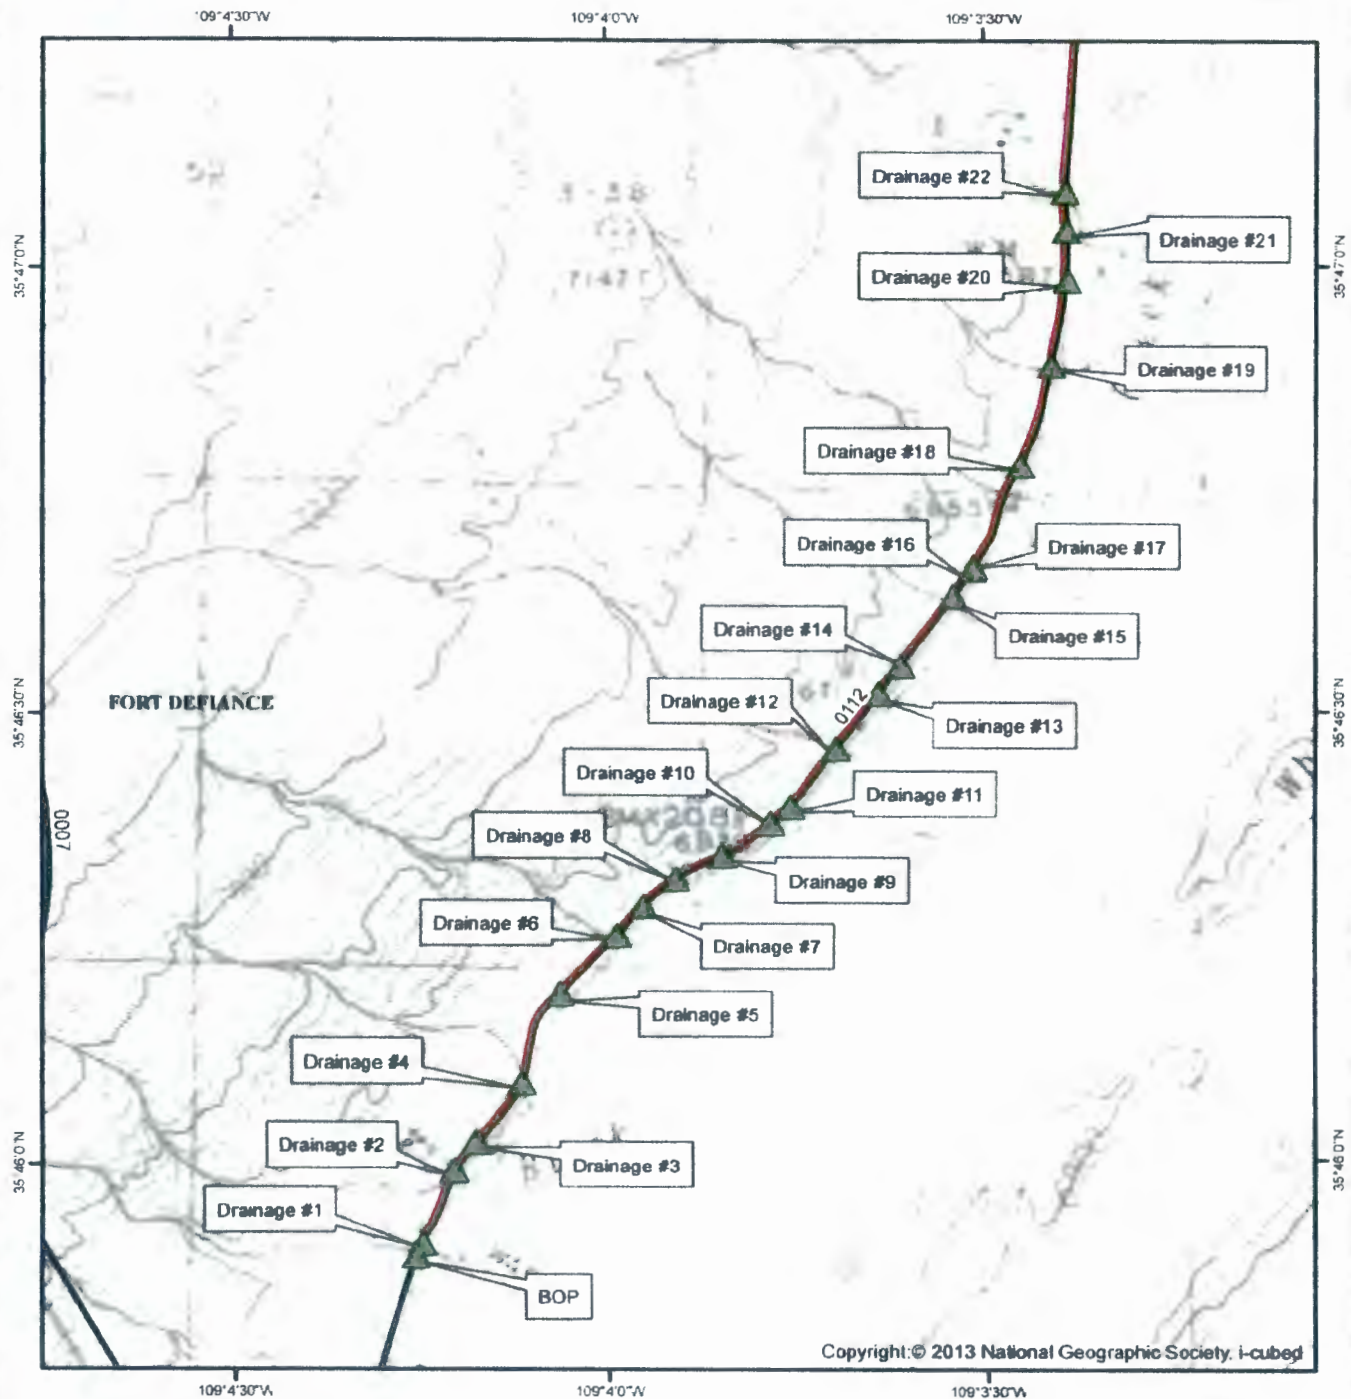 109°4'30"W
109°4'0"W
109°3'30"W
Drainage #22
Drainage #21
35°47'0"N
35°47'0"N
Drainage #20
Drainage #19
Drainage #18
Drainage #16
Drainage #17
Drainage #14
Drainage #15
FORT DEFIANCE
Drainage #12
0112
Drainage #13
35°46'30"N
35°46'30"N
Drainage #10
Drainage #11
0007
Drainage #8
Drainage #9
Drainage #6
Drainage #7
Drainage #5
Drainage #4
Drainage #2
Drainage #3
35°46'0"N
35°46'0"N
Drainage #1
BOP
Copyright:© 2013 National Geographic Society, i-cubed
109°4'30"W
109°4'0"W
109°3'30"W